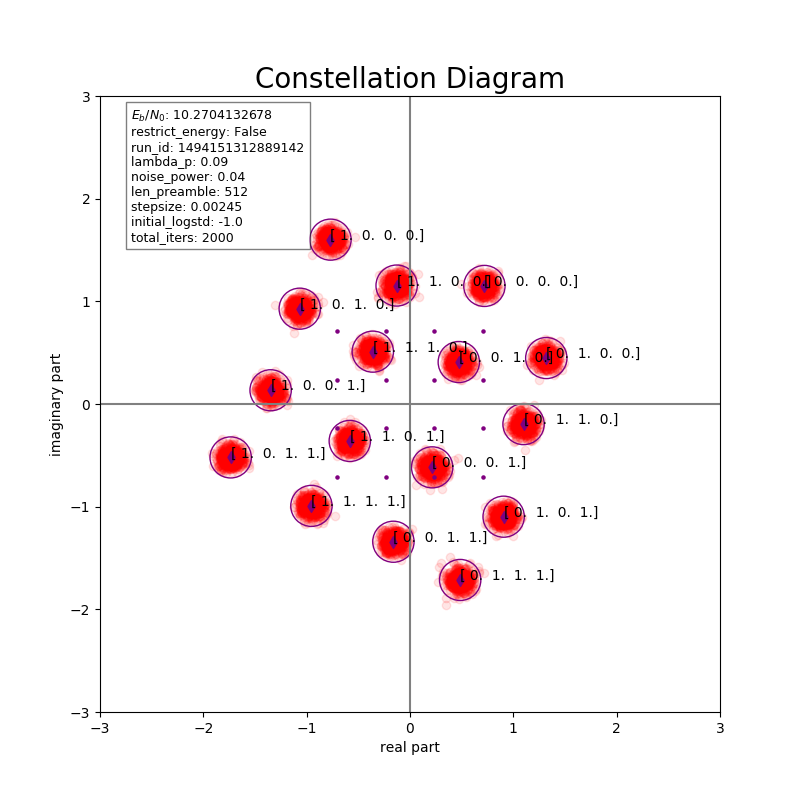 Constellation Diagram
E_b/N_0: 10.2704132678
restrict_energy: False
run_id: 1494151312889142
lambda_p: 0.09
noise_power: 0.04
len_preamble: 512
stepsize: 0.00245
initial_logstd: -1.0
total_iters: 2000
[ 1. 0. 0. 0.]
[ 1. 1. 0. 0.]
[ 0. 0. 0. 0.]
[ 1. 0. 1. 0.]
[ 1. 1. 1. 0.]
[ 0. 0. 1. 0.]
[ 0. 1. 0. 0.]
[ 1. 0. 0. 1.]
[ 0. 1. 1. 0.]
[ 1. 1. 0. 1.]
[ 1. 0. 1. 1.]
[ 0. 0. 0. 1.]
[ 1. 1. 1. 1.]
[ 0. 1. 0. 1.]
[ 0. 0. 1. 1.]
[ 0. 1. 1. 1.]
3
2
1
0
−1
−2
−3
imaginary part
−3 −2 −1 0 1 2 3
real part